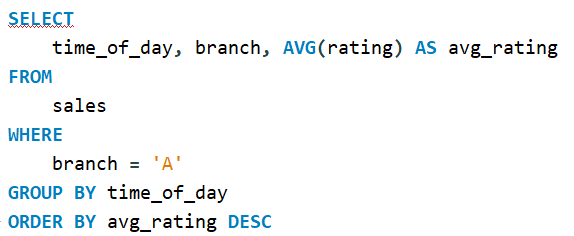 SELECT
time_of_day, branch, AVG(rating) AS avg_rating
FROM
sales
WHERE
branch = 'A'
GROUP BY time_of_day
ORDER BY avg_rating DESC